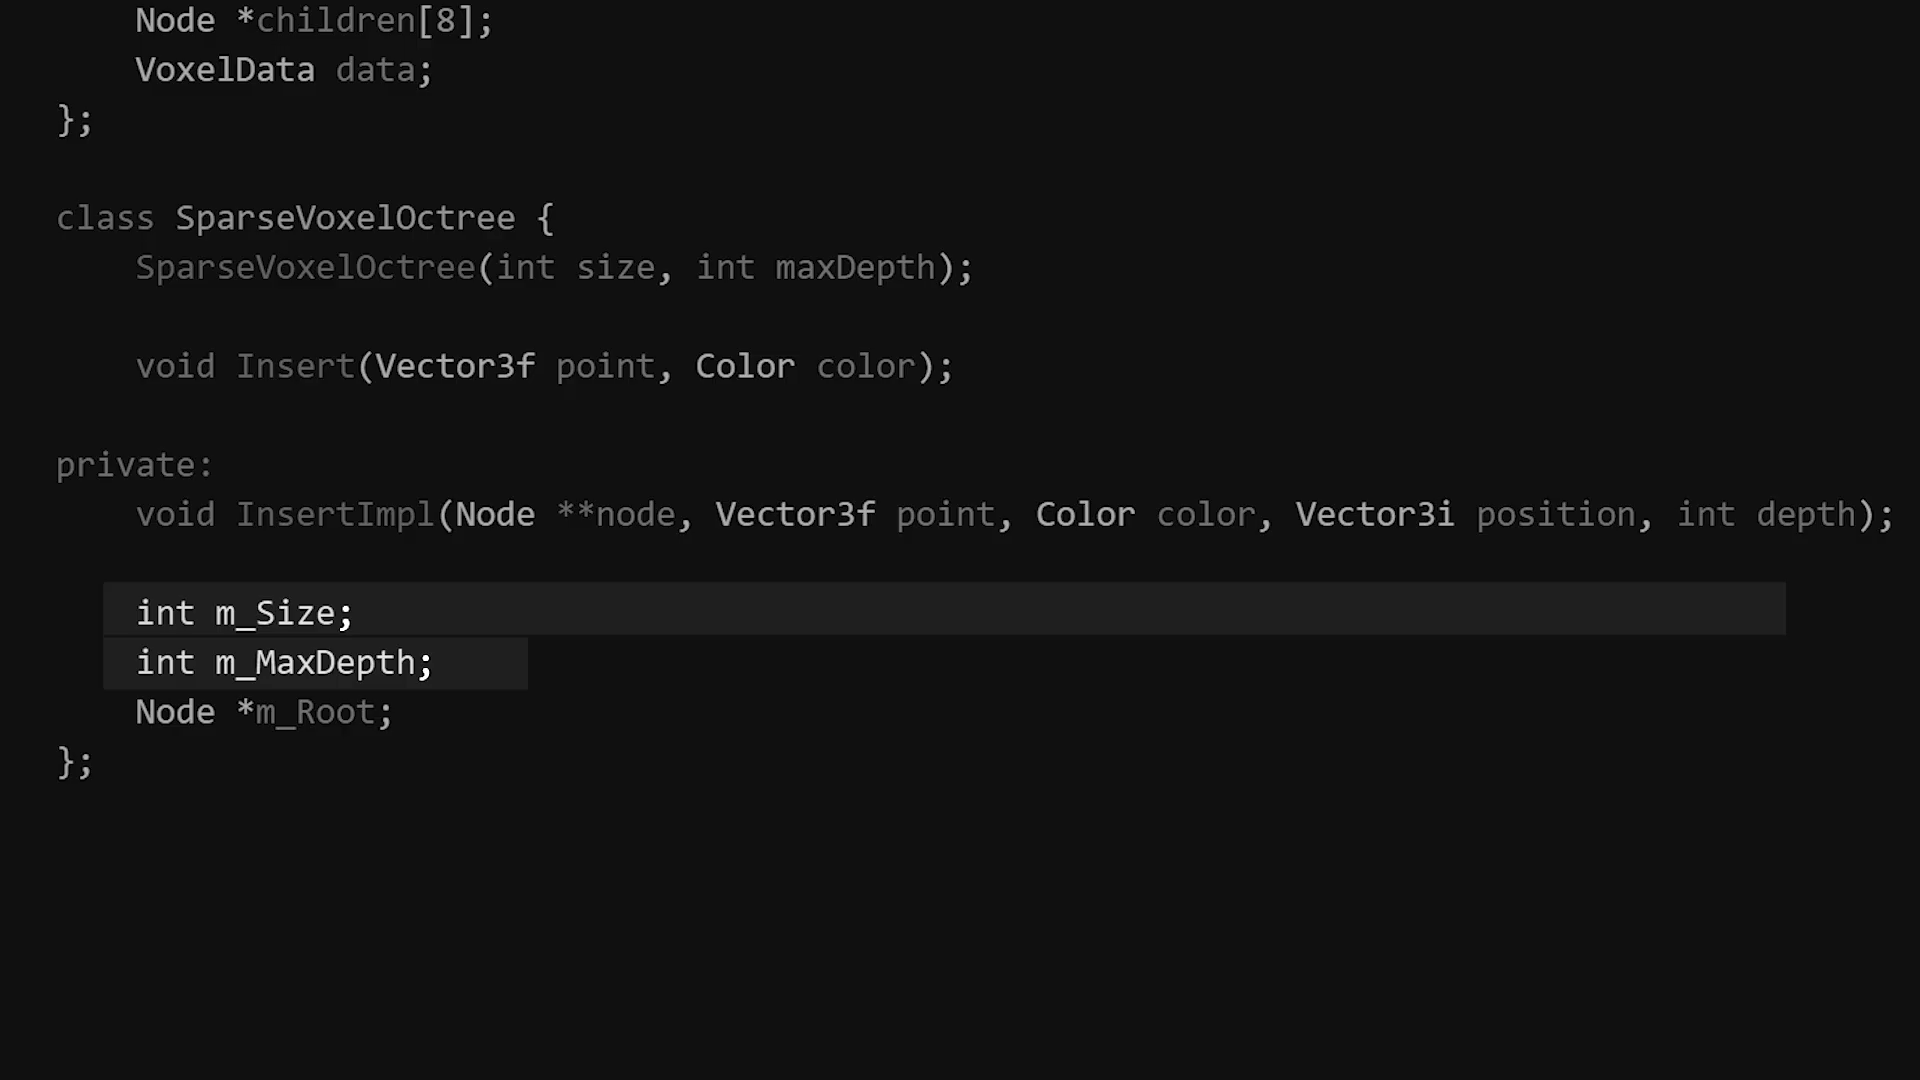 Node *children[8];
VoxelData data;
};
class SparseVoxelOctree {
SparseVoxelOctree(int size, int maxDepth);
void Insert(Vector3f point, Color color);
private:
void InsertImpl(Node **node, Vector3f point, Color color, Vector3i position, int depth);
int m_Size;
int m_MaxDepth;
Node *m_Root;
};